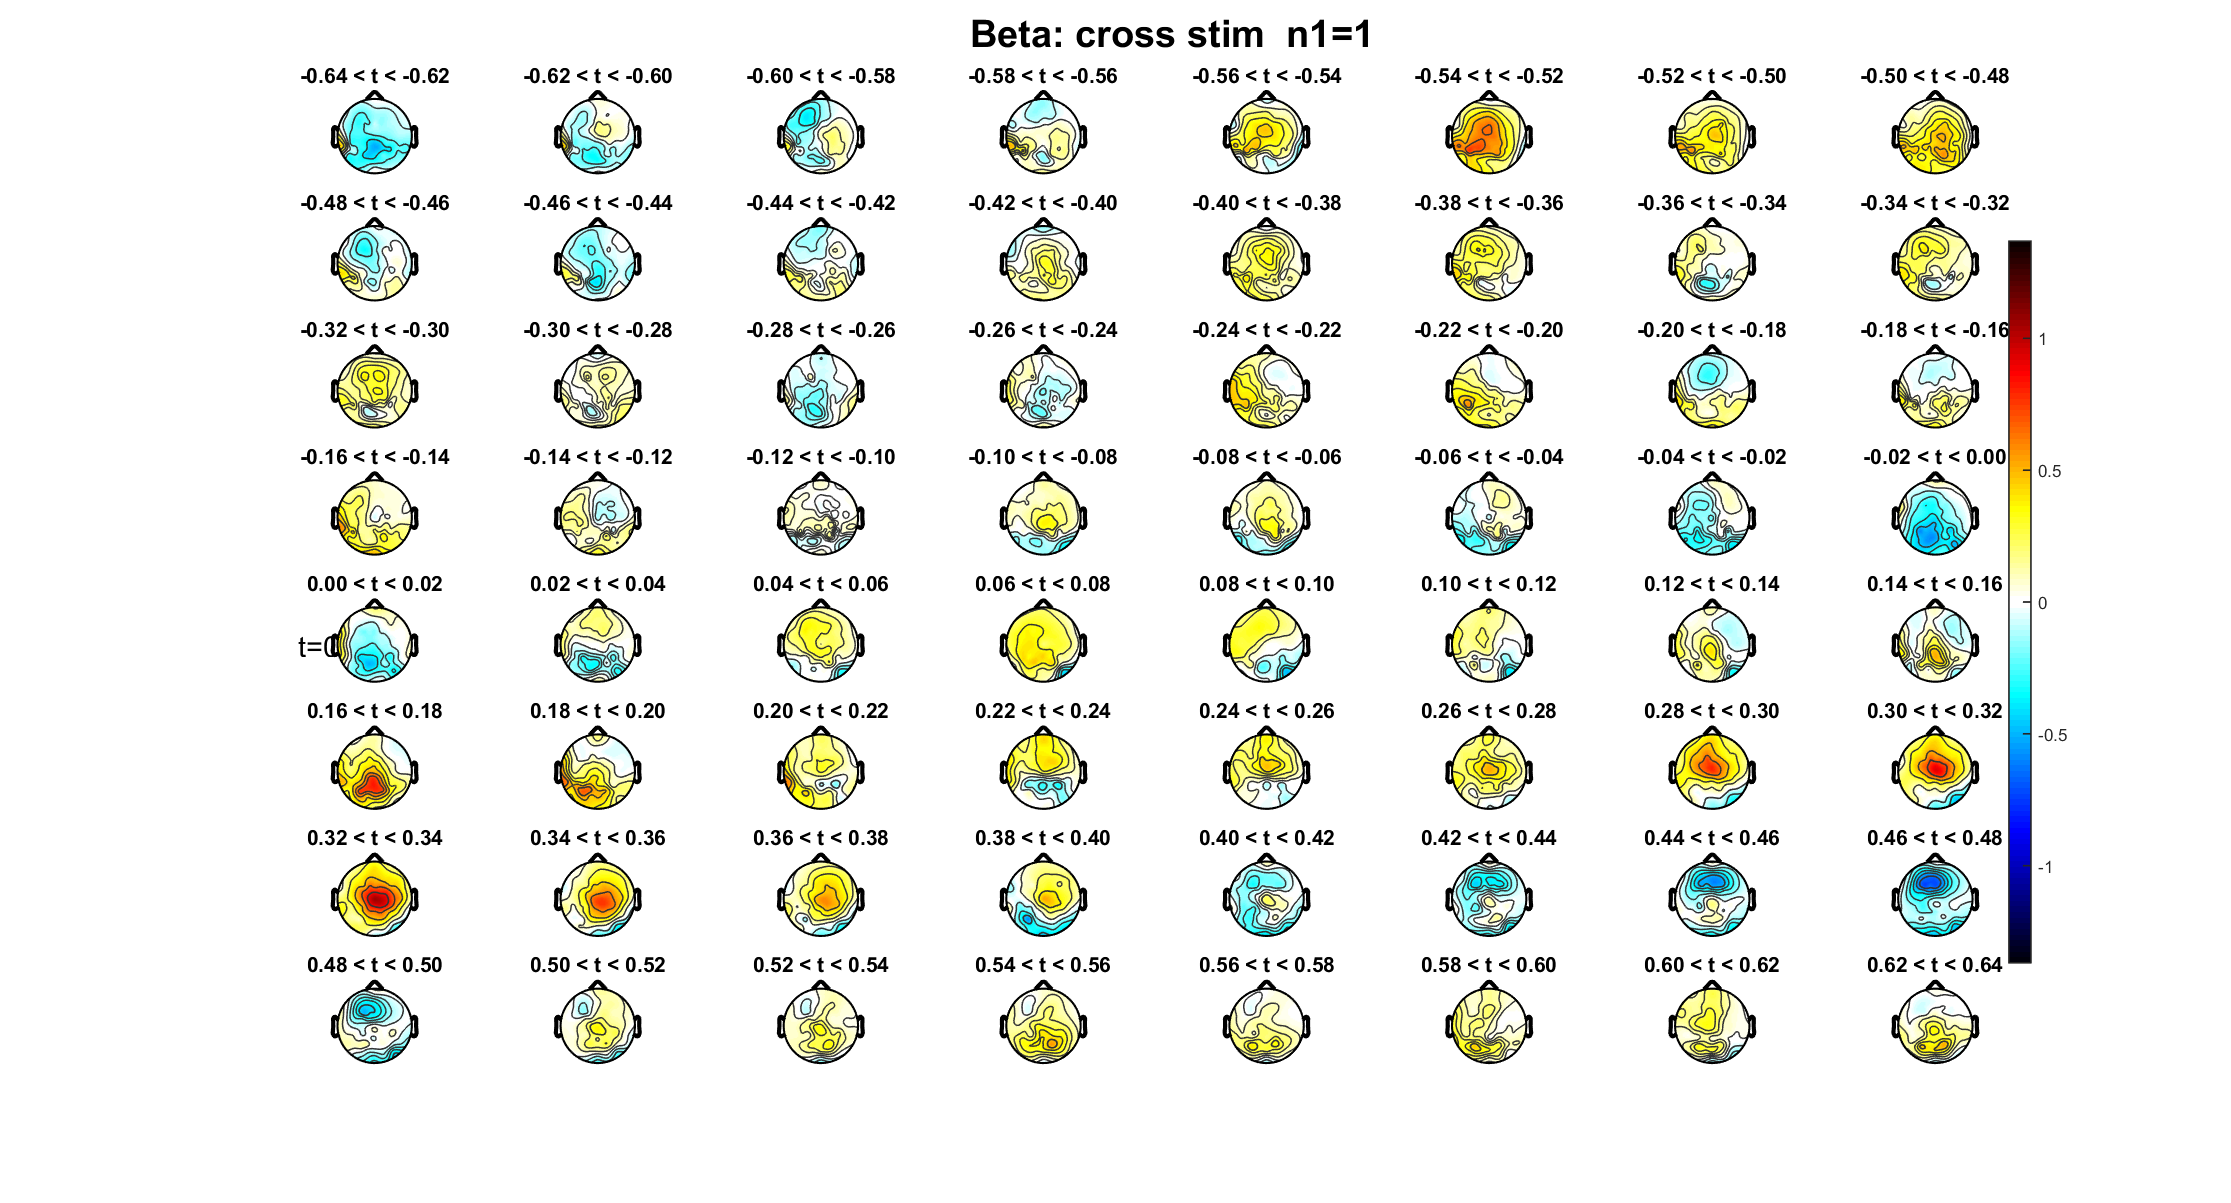 Beta: cross stim  n1=1
-0.64 < t < -0.62 -0.62 < t < -0.60 -0.60 < t < -0.58 -0.58 < t < -0.56 -0.56 < t < -0.54 -0.54 < t < -0.52 -0.52 < t < -0.50 -0.50 < t < -0.48
-0.48 < t < -0.46 -0.46 < t < -0.44 -0.44 < t < -0.42 -0.42 < t < -0.40 -0.40 < t < -0.38 -0.38 < t < -0.36 -0.36 < t < -0.34 -0.34 < t < -0.32
-0.32 < t < -0.30 -0.30 < t < -0.28 -0.28 < t < -0.26 -0.26 < t < -0.24 -0.24 < t < -0.22 -0.22 < t < -0.20 -0.20 < t < -0.18 -0.18 < t < -0.16
1
-0.16 < t < -0.14 -0.14 < t < -0.12 -0.12 < t < -0.10 -0.10 < t < -0.08 -0.08 < t < -0.06 -0.06 < t < -0.04 -0.04 < t < -0.02 -0.02 < t < 0.00
0.5
0.00 < t < 0.02 0.02 < t < 0.04 0.04 < t < 0.06 0.06 < t < 0.08 0.08 < t < 0.10 0.10 < t < 0.12 0.12 < t < 0.14 0.14 < t < 0.16
0
t=0
0.16 < t < 0.18 0.18 < t < 0.20 0.20 < t < 0.22 0.22 < t < 0.24 0.24 < t < 0.26 0.26 < t < 0.28 0.28 < t < 0.30 0.30 < t < 0.32
-0.5
0.32 < t < 0.34 0.34 < t < 0.36 0.36 < t < 0.38 0.38 < t < 0.40 0.40 < t < 0.42 0.42 < t < 0.44 0.44 < t < 0.46 0.46 < t < 0.48
-1
0.48 < t < 0.50 0.50 < t < 0.52 0.52 < t < 0.54 0.54 < t < 0.56 0.56 < t < 0.58 0.58 < t < 0.60 0.60 < t < 0.62 0.62 < t < 0.64